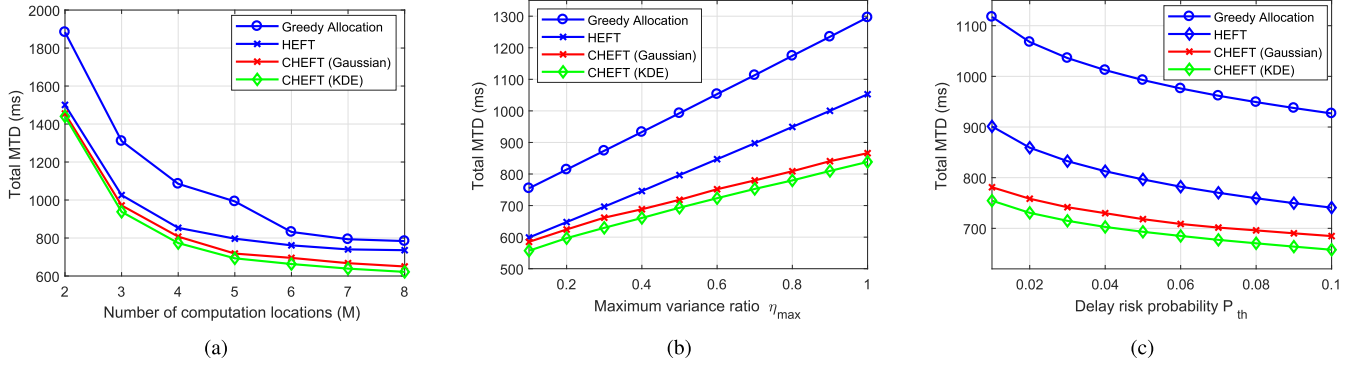 2000
1800
1600
1400
1200
1000
800
600
Total MTD (ms)
2 3 4 5 6 7 8
Number of computation locations (M)
Greedy Allocation
HEFT
CHEFT (Gaussian)
CHEFT (KDE)
(a)
1300
1200
1100
1000
900
800
700
600
500
Total MTD (ms)
0.2 0.4 0.6 0.8 1
Maximum variance ratio η max
Greedy Allocation
HEFT
CHEFT (Gaussian)
CHEFT (KDE)
(b)
1100
1000
900
800
700
Total MTD (ms)
0.02 0.04 0.06 0.08 0.1
Delay risk probability P th
Greedy Allocation
HEFT
CHEFT (Gaussian)
CHEFT (KDE)
(c)